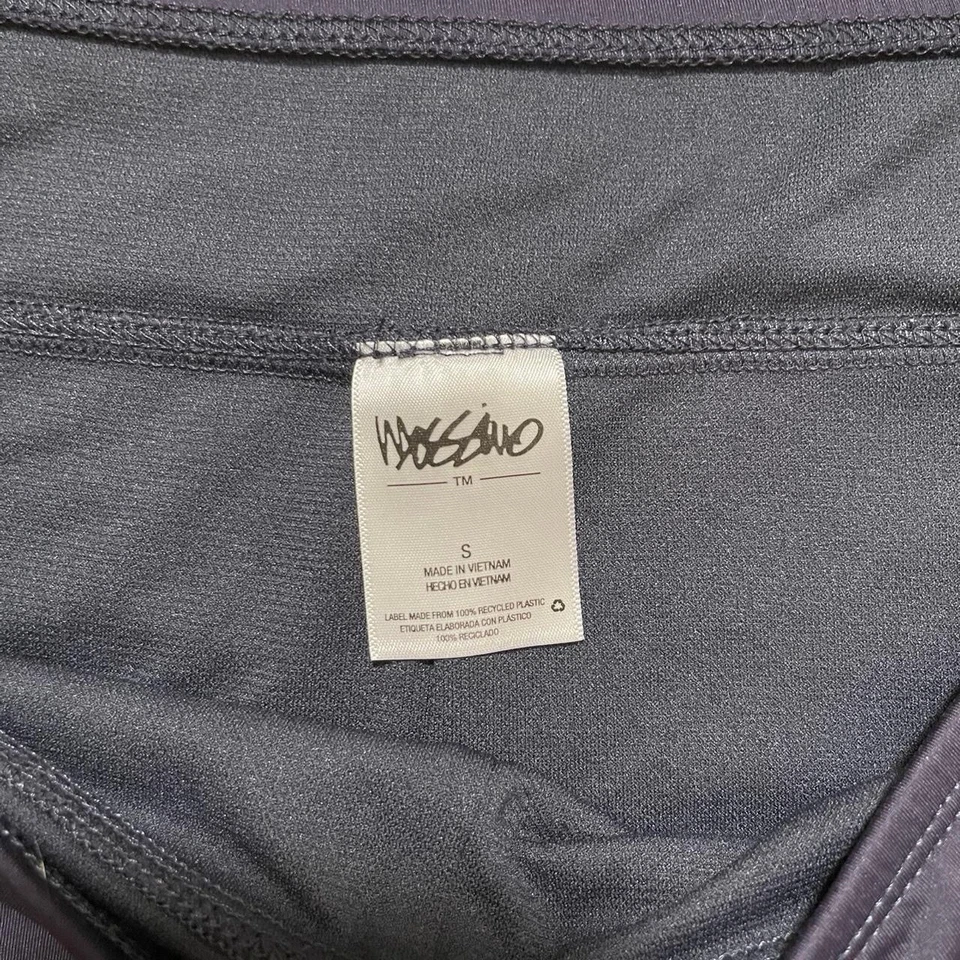 Mossimo
TM
S
MADE IN VIETNAM
HECHO EN VIETNAM
LABEL MADE FROM 100% RECYCLED PLASTIC
ETIQUETA ELABORADA CON PLÁSTICO
100% RECICLADO